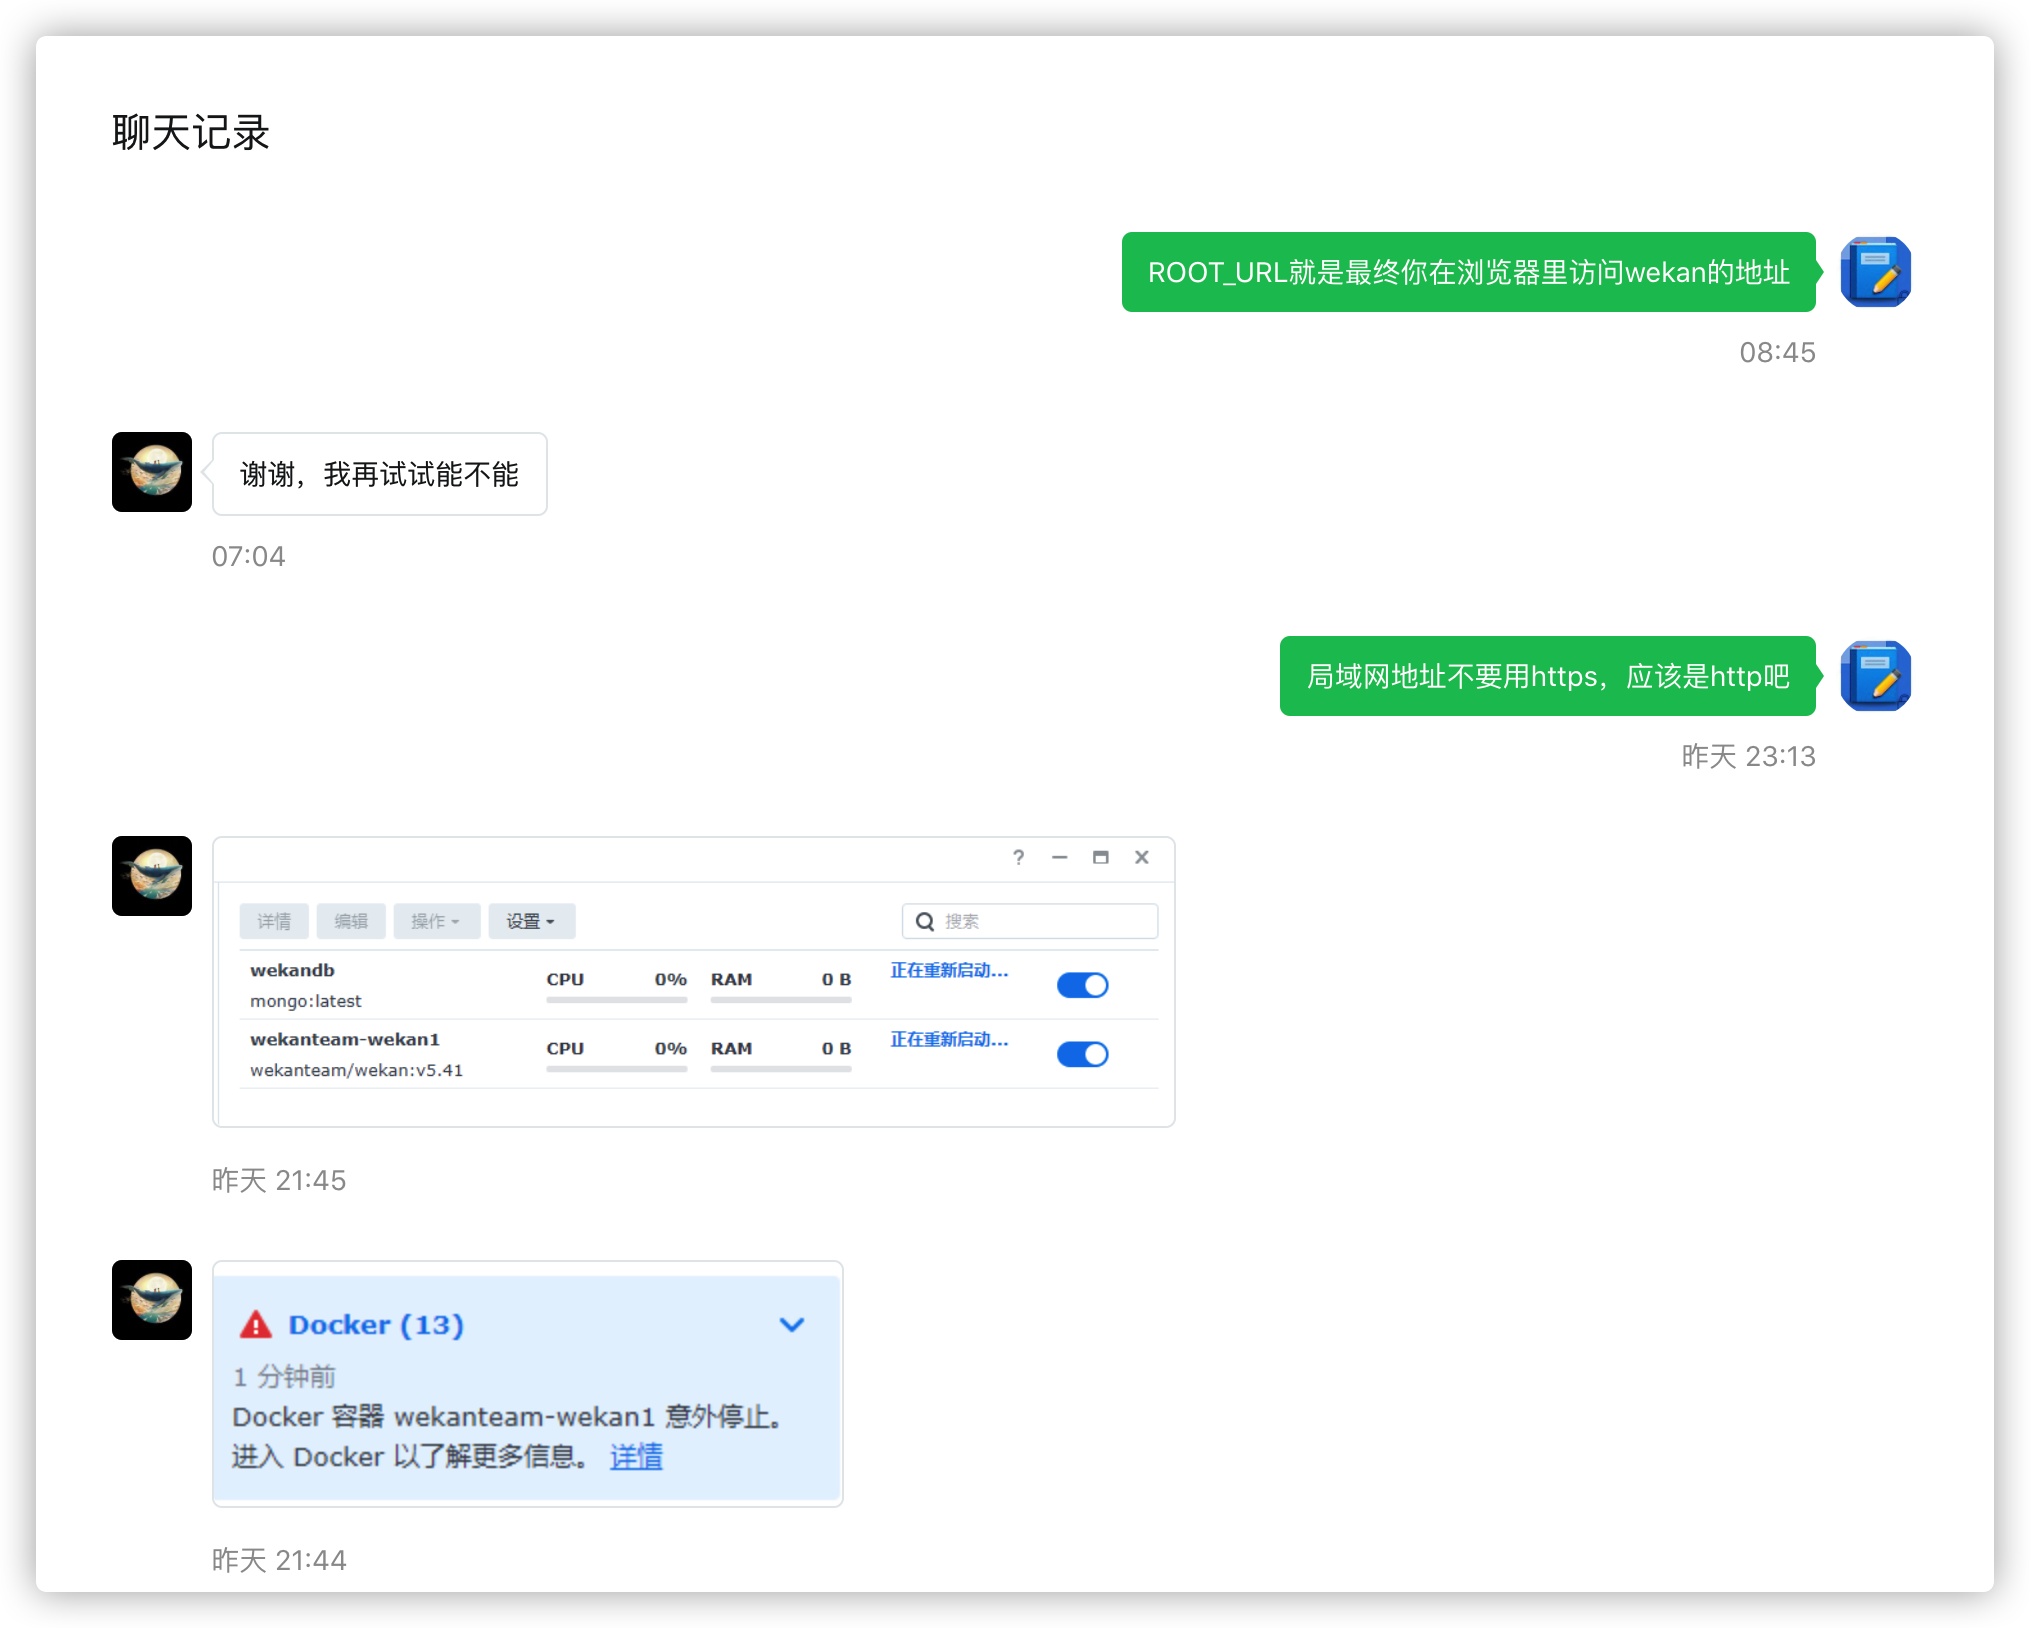 聊天记录
ROOT_URL就是最终你在浏览器里访问wekan的地址
08:45
谢谢，我再试试能不能
07:04
局域网地址不要用https，应该是http吧
昨天 23:13
?
详情 编辑 操作 设置 搜索
wekandb CPU 0% RAM 0 B 正在重新启动...
mongo:latest
wekanteam-wekan1 CPU 0% RAM 0 B 正在重新启动...
wekanteam/wekan:v5.41
昨天 21:45
Docker (13)
1 分钟前
Docker 容器 wekanteam-wekan1 意外停止。
进入 Docker 以了解更多信息。 详情
昨天 21:44